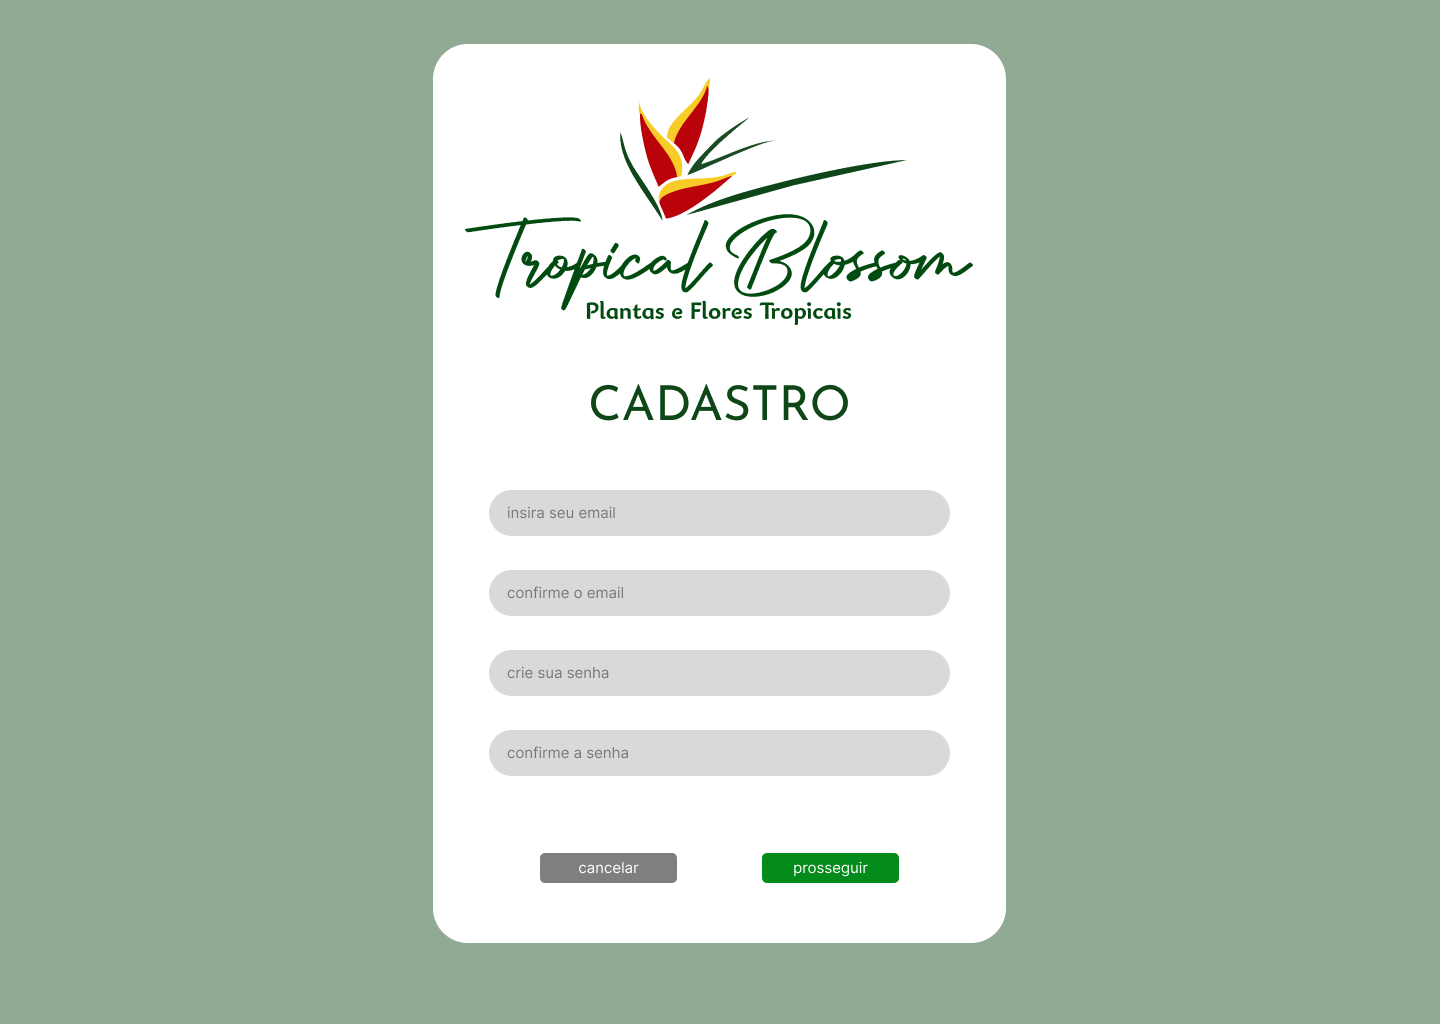 Tropical Blossom
Plantas e Flores Tropicais
CADASTRO
insira seu email
confirme o email
crie sua senha
confirme a senha
cancelar
prosseguir